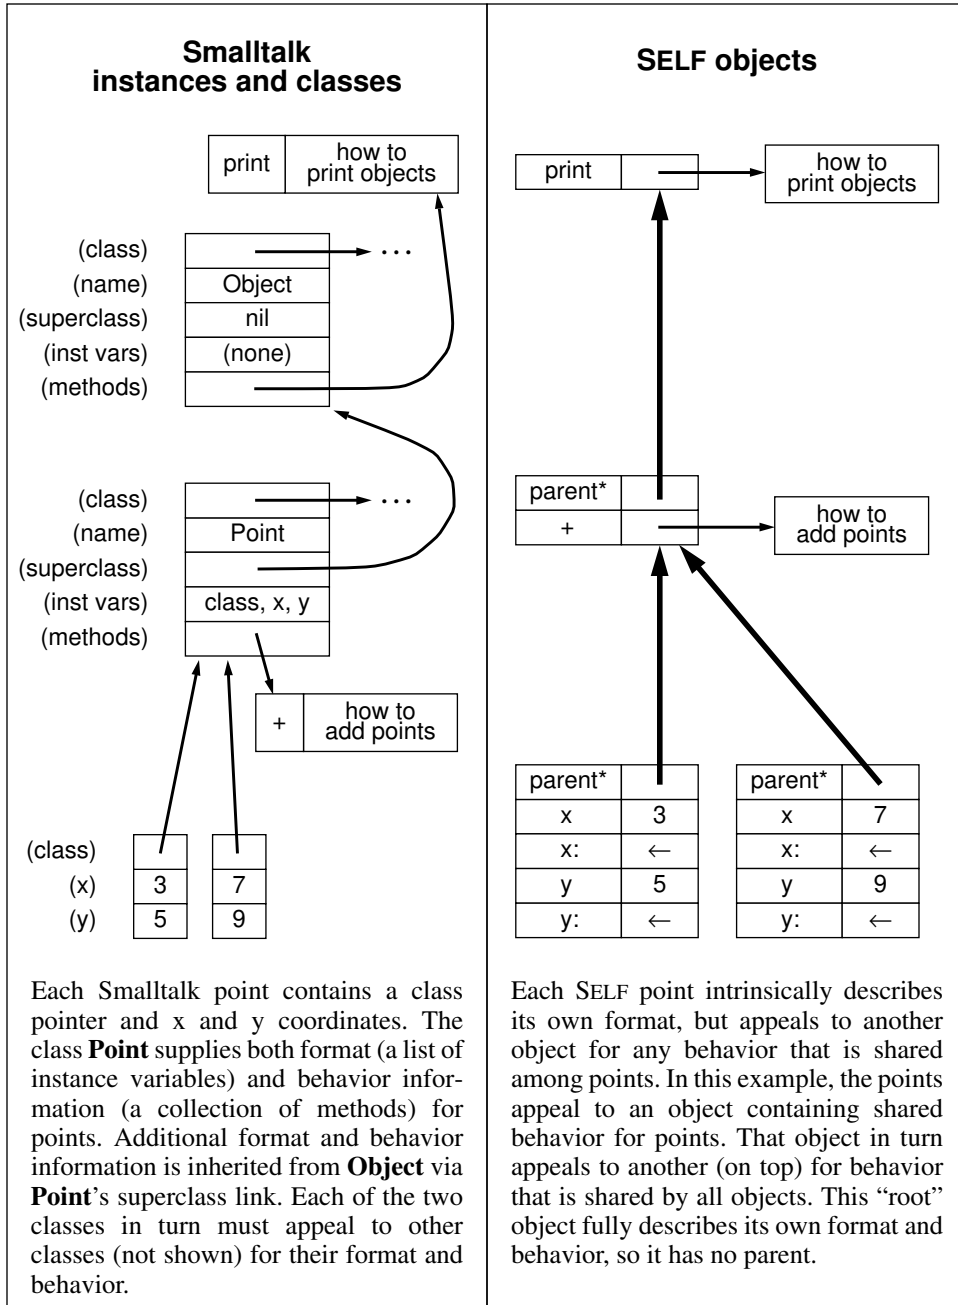 Smalltalk
instances and classes
print
how to
print objects
(class)
...
(name)
Object
(superclass)
nil
(inst vars)
(none)
(methods)
(class)
...
(name)
Point
(superclass)
(inst vars)
class, x, y
(methods)
+
how to
add points
(class)
(x)
3
7
(y)
5
9
Each Smalltalk point contains a class
pointer and x and y coordinates. The
class Point supplies both format (a list of
instance variables) and behavior infor-
mation (a collection of methods) for
points. Additional format and behavior
information is inherited from Object via
Point’s superclass link. Each of the two
classes in turn must appeal to other
classes (not shown) for their format and
behavior.
SELF objects
print
how to
print objects
parent*
+
how to
add points
parent*
x
3
x:
←
y
5
y:
←
parent*
x
7
x:
←
y
9
y:
←
Each SELF point intrinsically describes
its own format, but appeals to another
object for any behavior that is shared
among points. In this example, the points
appeal to an object containing shared
behavior for points. That object in turn
appeals to another (on top) for behavior
that is shared by all objects. This “root”
object fully describes its own format and
behavior, so it has no parent.